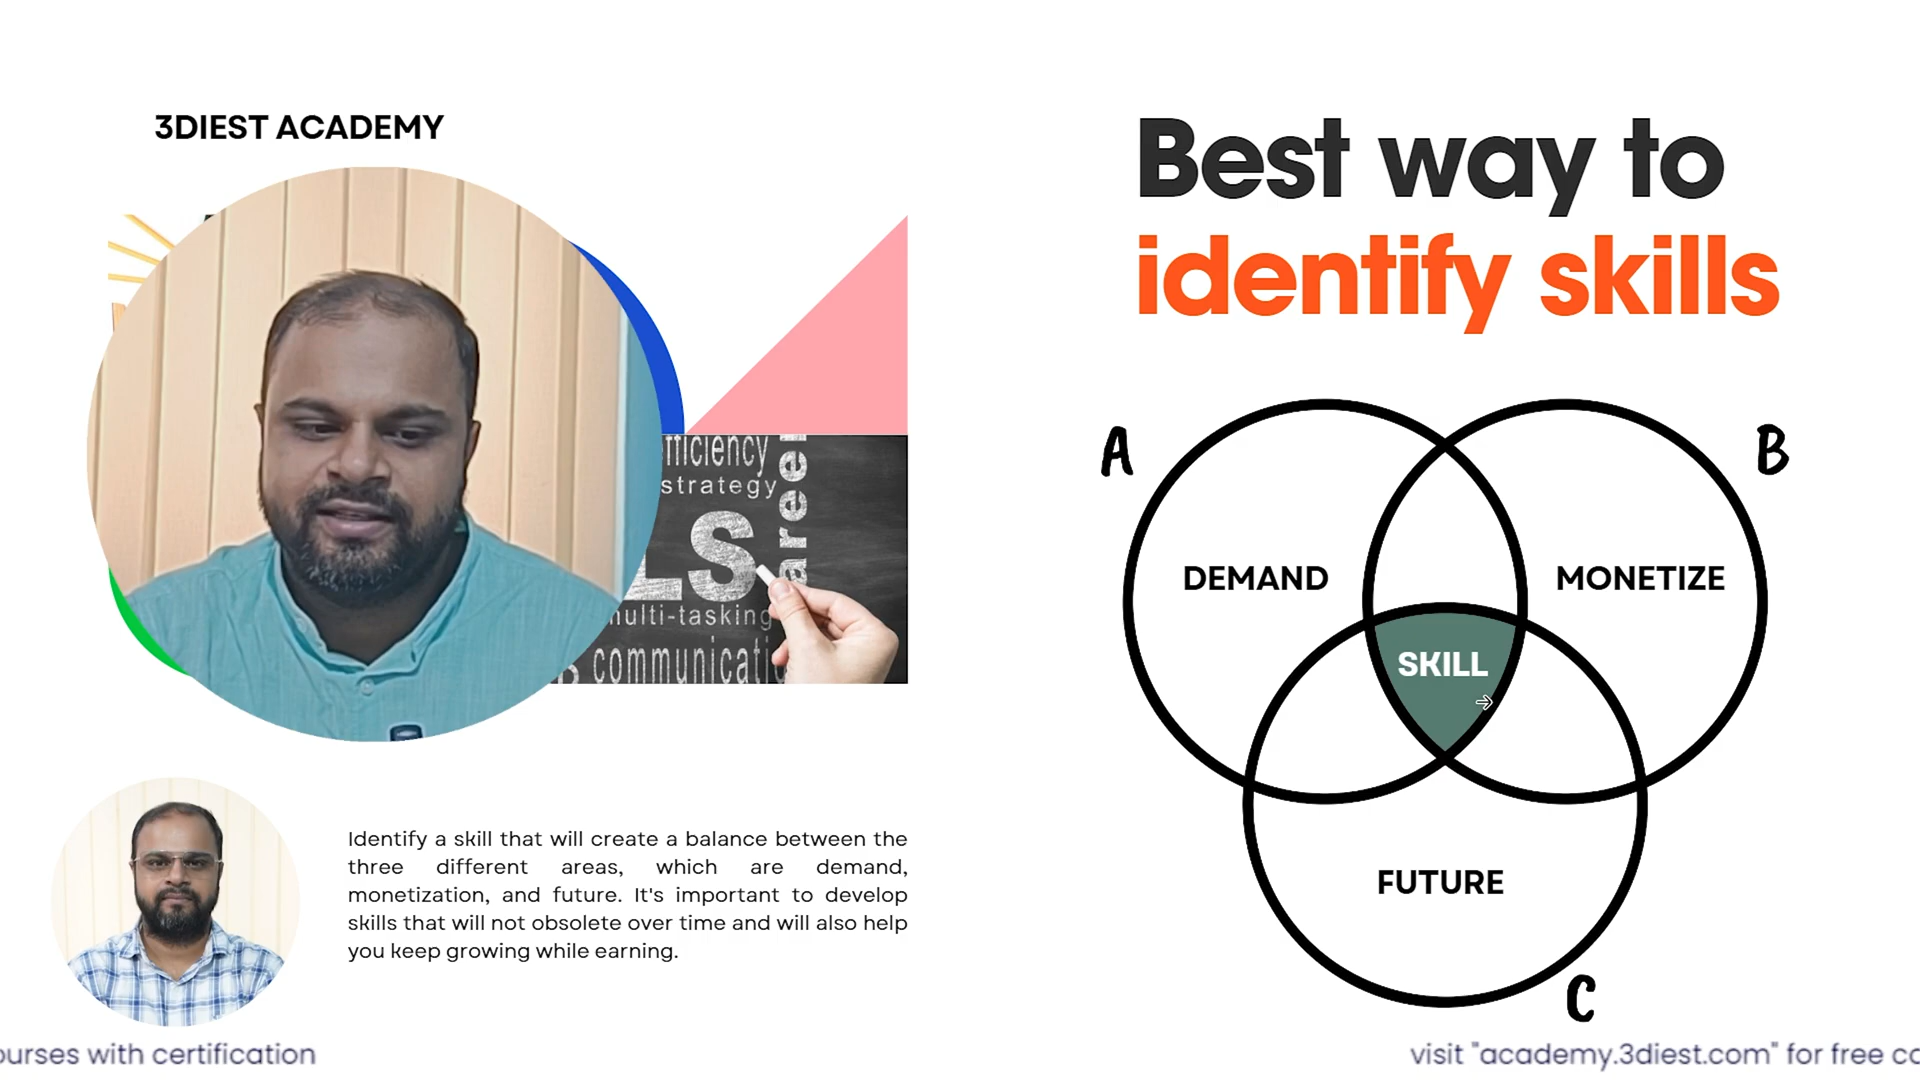 3DIEST ACADEMY
Best way to
identify skills
efficiency
strategy
LS
multi-tasking
A
B
DEMAND
MONETIZE
SKILL
FUTURE
C
Identify a skill that will create a balance between the
three different areas, which are demand,
monetization, and future. It's important to develop
skills that will not obsolete over time and will also help
you keep growing while earning.
ourses with certification
visit "academy.3diest.com" for free co